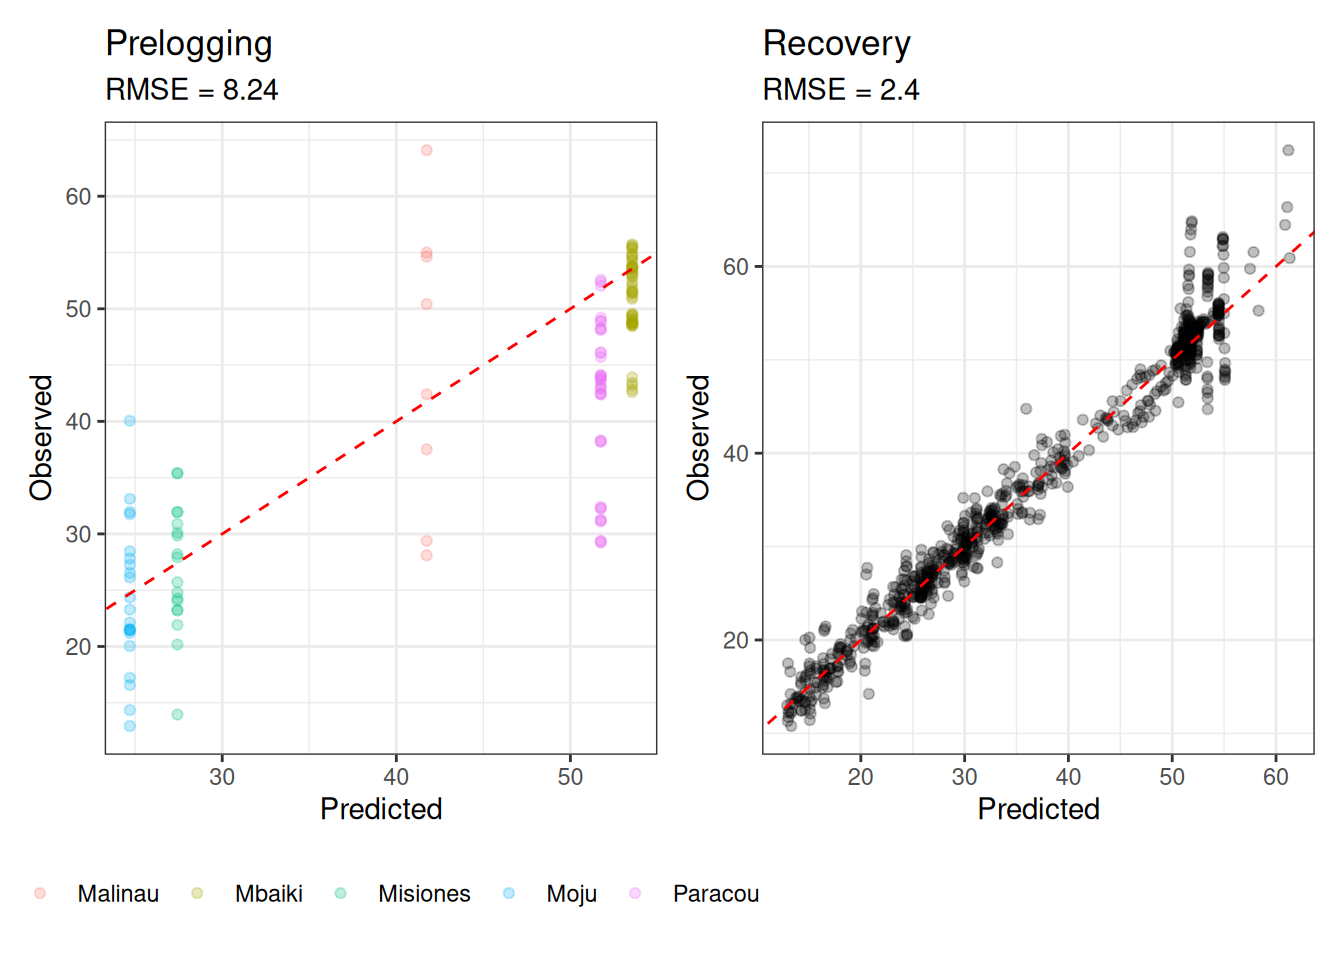 Prelogging
RMSE = 8.24
60
50
40
30
20
Observed
30 40 50
Predicted
Recovery
RMSE = 2.4
60
40
20
Observed
20 30 40 50 60
Predicted
Malinau Mbaiki Misiones Moju Paracou